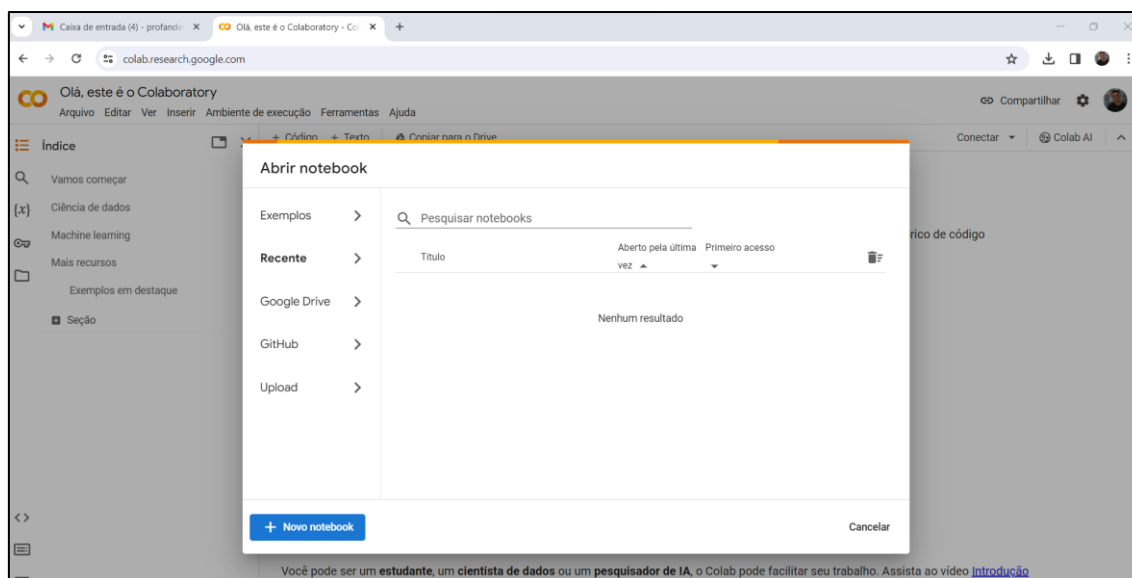 Caixa de entrada (4) - profande
Olá, este é o Colaboratory - Co
colab.research.google.com
Olá, este é o Colaboratory
Arquivo Editar Ver Inserir Ambiente de execução Ferramentas Ajuda
Compartilhar
Índice
+ Código + Texto Copiar para o Drive
Conectar
Colab AI
Vamos começar
Ciência de dados
Machine learning
Mais recursos
Exemplos em destaque
Seção
Abrir notebook
Exemplos
Recente
Google Drive
GitHub
Upload
Pesquisar notebooks
Título
Aberto pela última vez
Primeiro acesso
Nenhum resultado
rico de código
+ Novo notebook
Cancelar
Você pode ser um estudante, um cientista de dados ou um pesquisador de IA, o Colab pode facilitar seu trabalho. Assista ao vídeo Introdução